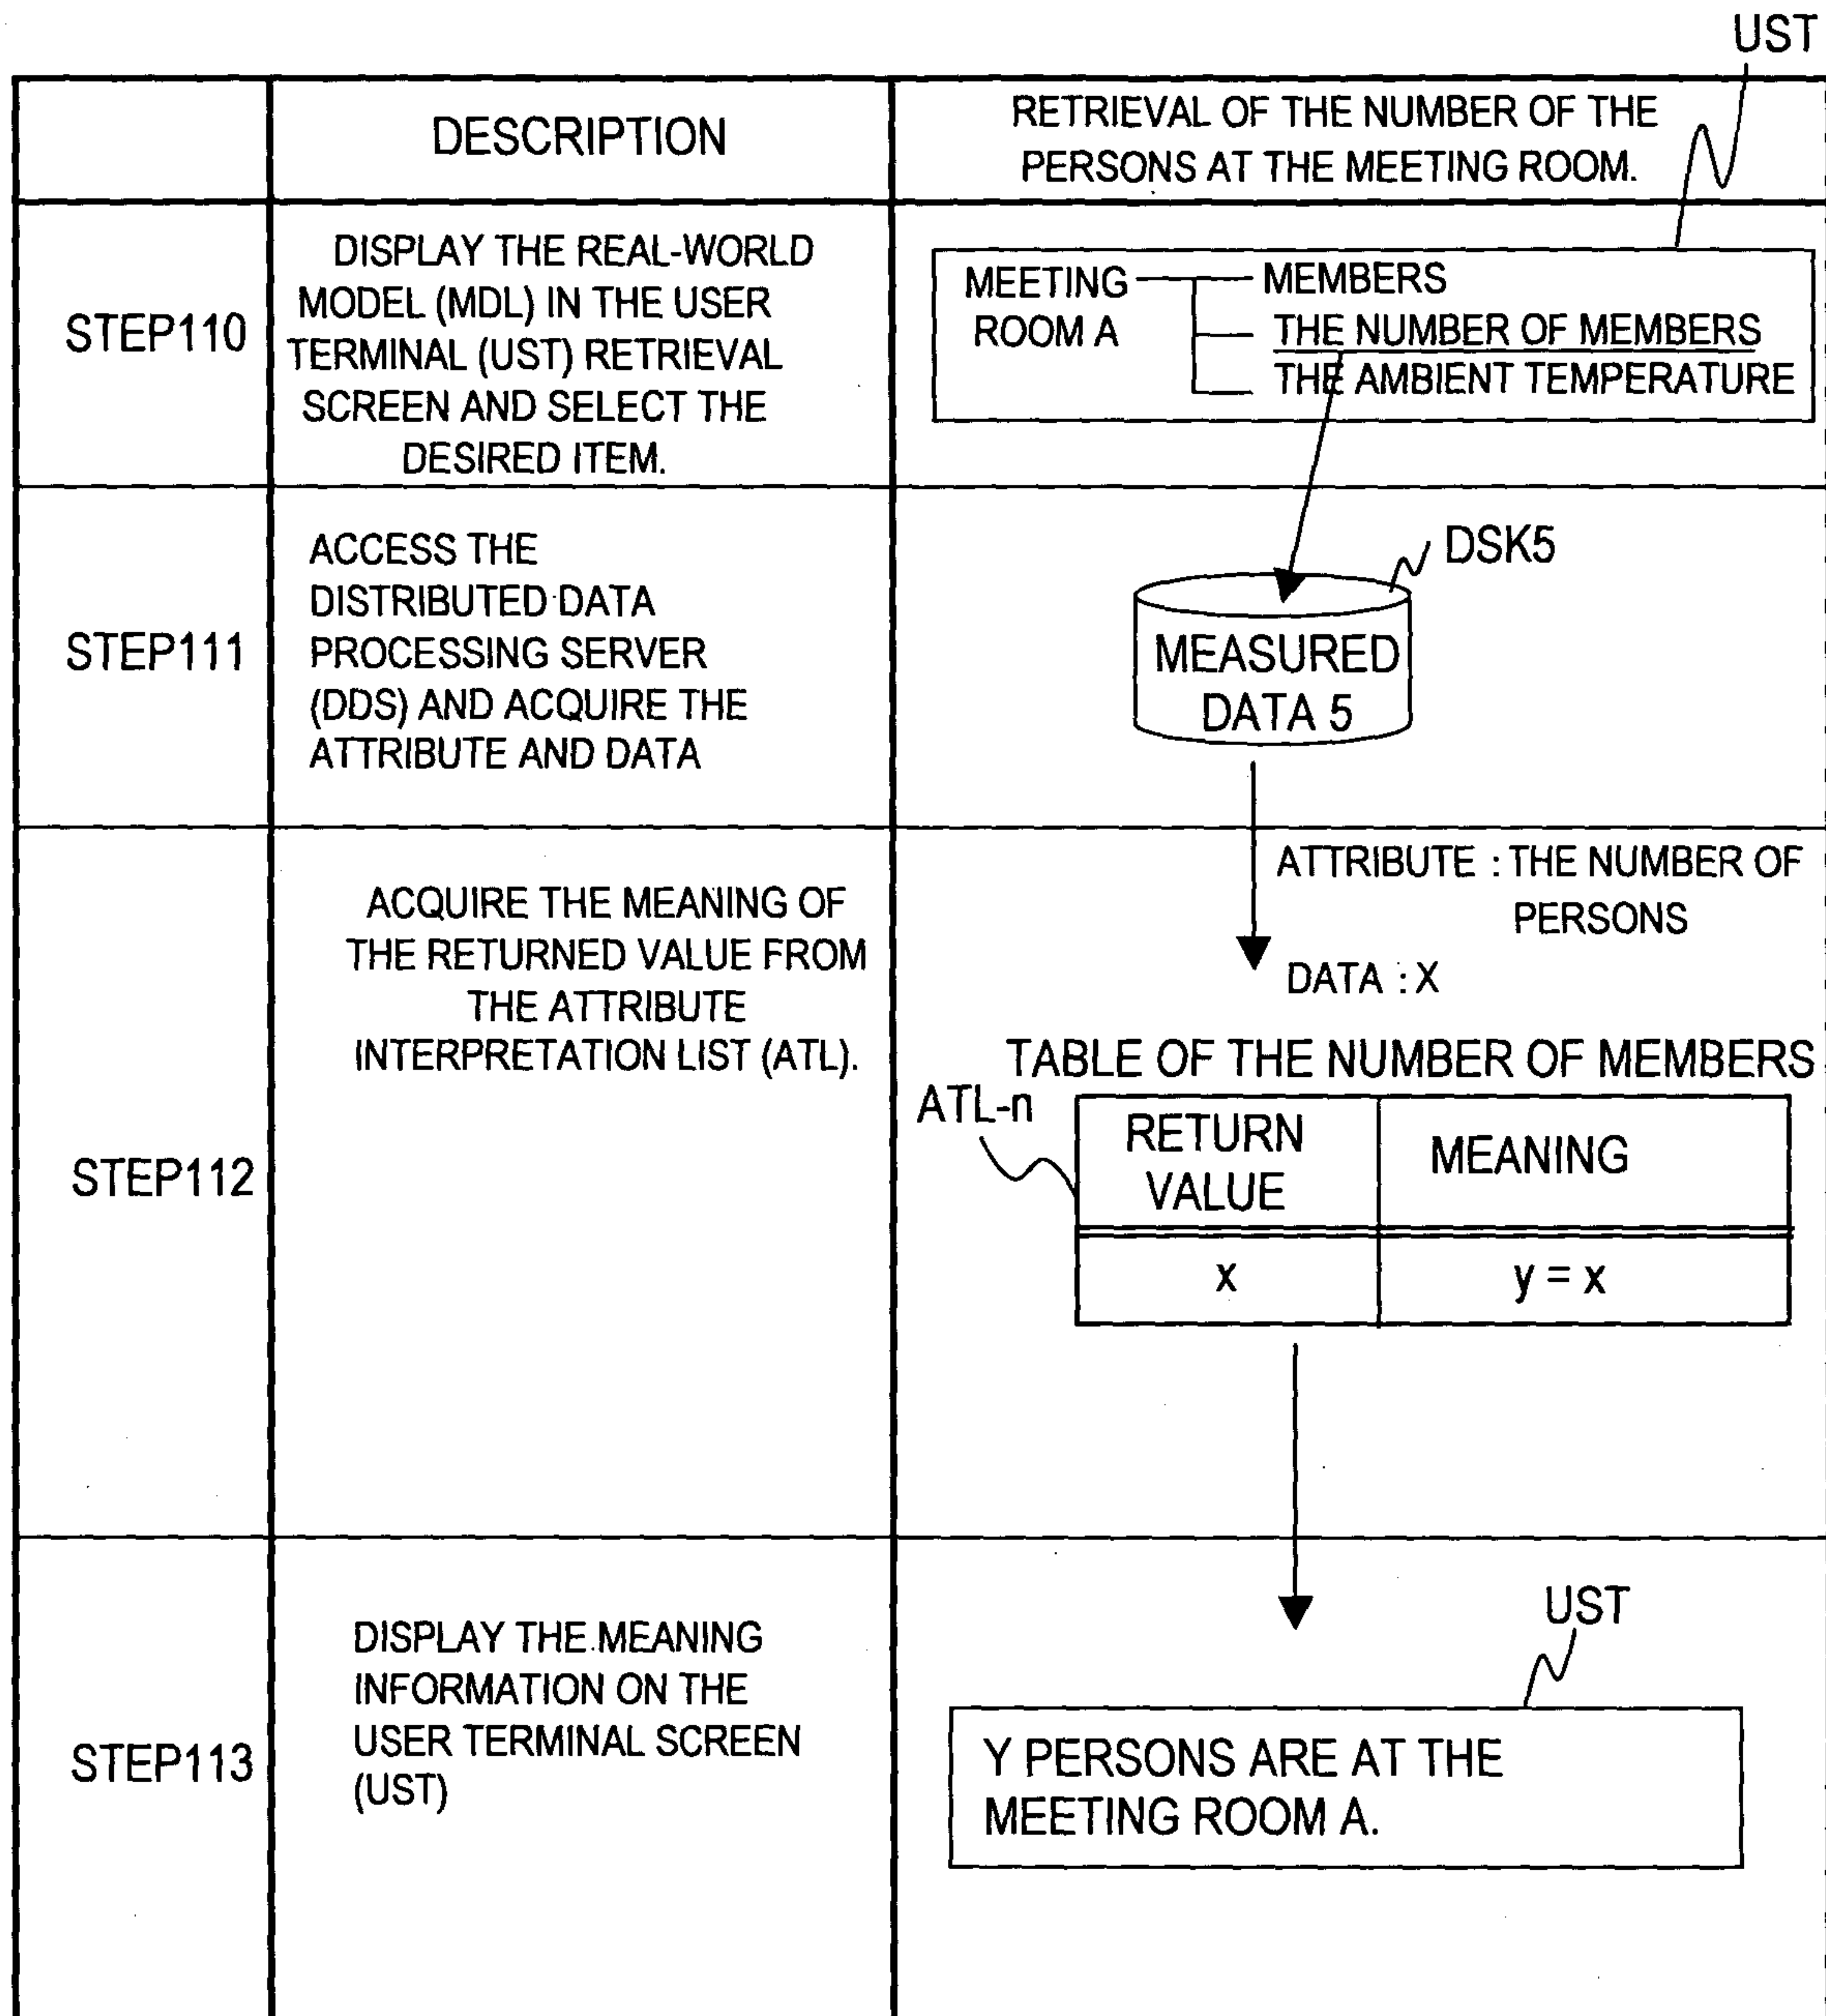 UST
DESCRIPTION
RETRIEVAL OF THE NUMBER OF THE
PERSONS AT THE MEETING ROOM.
STEP110
DISPLAY THE REAL-WORLD
MODEL (MDL) IN THE USER
TERMINAL (UST) RETRIEVAL
SCREEN AND SELECT THE
DESIRED ITEM.
MEETING
ROOM A
MEMBERS
THE NUMBER OF MEMBERS
THE AMBIENT TEMPERATURE
STEP111
ACCESS THE
DISTRIBUTED DATA
PROCESSING SERVER
(DDS) AND ACQUIRE THE
ATTRIBUTE AND DATA
DSK5
MEASURED
DATA 5
STEP112
ACQUIRE THE MEANING OF
THE RETURNED VALUE FROM
THE ATTRIBUTE
INTERPRETATION LIST (ATL).
ATTRIBUTE : THE NUMBER OF
PERSONS
DATA : X
TABLE OF THE NUMBER OF MEMBERS
ATL-n
RETURN
VALUE
MEANING
x
y = x
STEP113
DISPLAY THE MEANING
INFORMATION ON THE
USER TERMINAL SCREEN
(UST)
UST
Y PERSONS ARE AT THE
MEETING ROOM A.